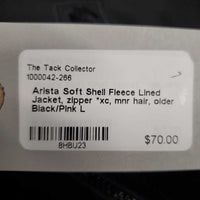 The Tack Collector
1000042-266
Arista Soft Shell Fleece Lined
Jacket, zipper *xc, mnr hair, older
Black/Pink L
8HBU23
$70.00